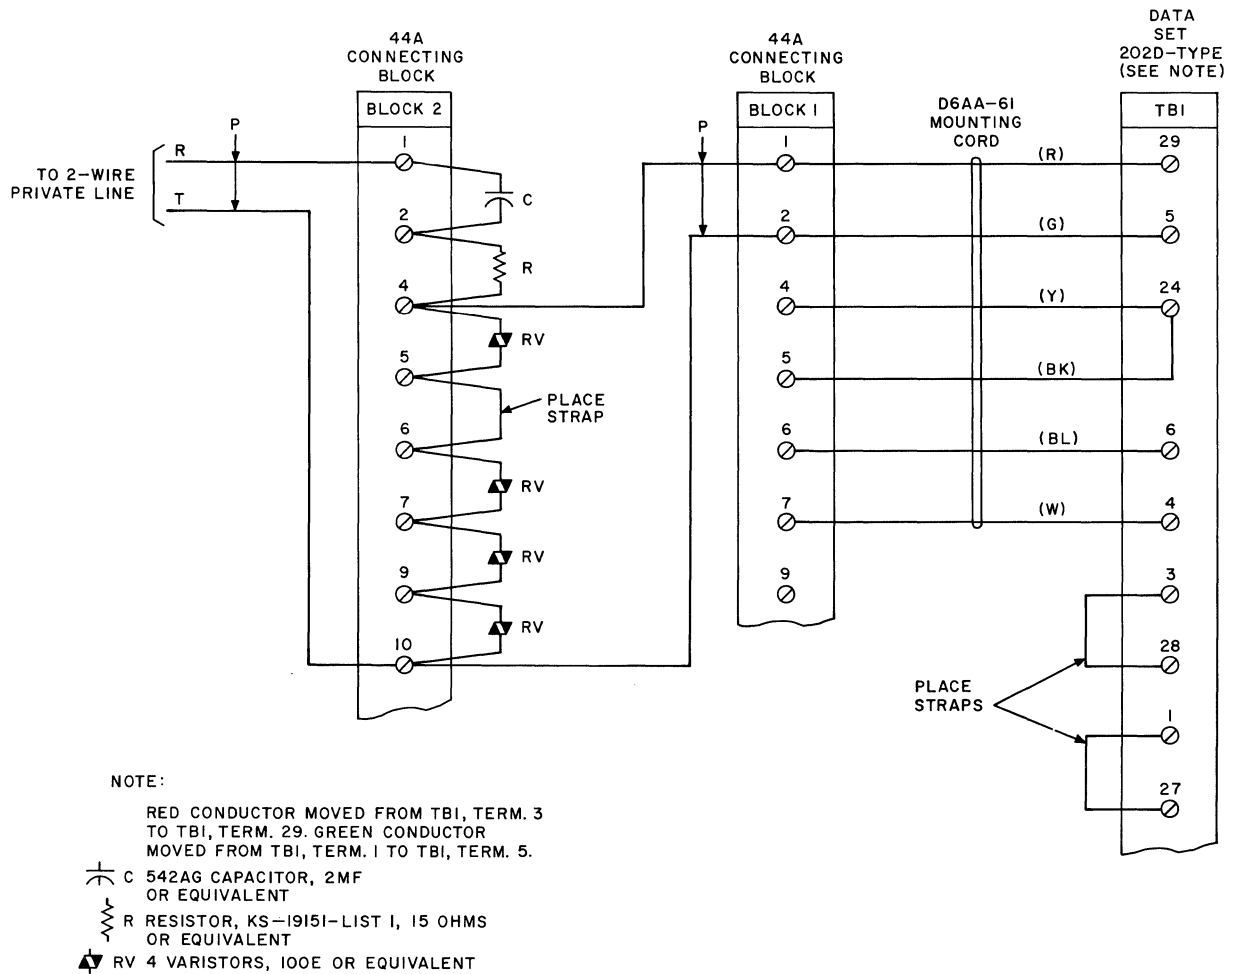 44A
CONNECTING
BLOCK
BLOCK 2
P
R
TO 2-WIRE
PRIVATE LINE
T
1
2
4
5
6
7
9
10
C
R
RV
PLACE
STRAP
RV
RV
RV
44A
CONNECTING
BLOCK
BLOCK 1
P
1
2
4
5
6
7
9
D6AA-61
MOUNTING
CORD
(R)
(G)
(Y)
(BK)
(BL)
(W)
DATA
SET
202D-TYPE
(SEE NOTE)
TB1
29
5
24
6
4
3
28
1
27
PLACE
STRAPS
NOTE:
RED CONDUCTOR MOVED FROM TB1, TERM. 3
TO TB1, TERM. 29. GREEN CONDUCTOR
MOVED FROM TB1, TERM. 1 TO TB1, TERM. 5.
C 542AG CAPACITOR, 2MF
OR EQUIVALENT
R RESISTOR, KS-19151-LIST 1, 15 OHMS
OR EQUIVALENT
RV 4 VARISTORS, 100E OR EQUIVALENT